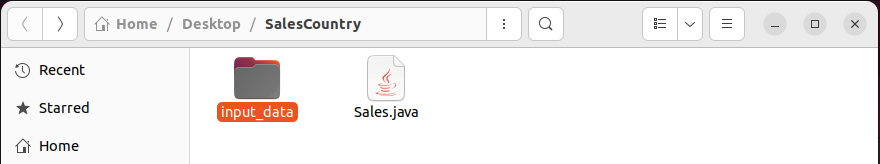 Home / Desktop / SalesCountry
Recent
Starred
Home
input_data
Sales.java